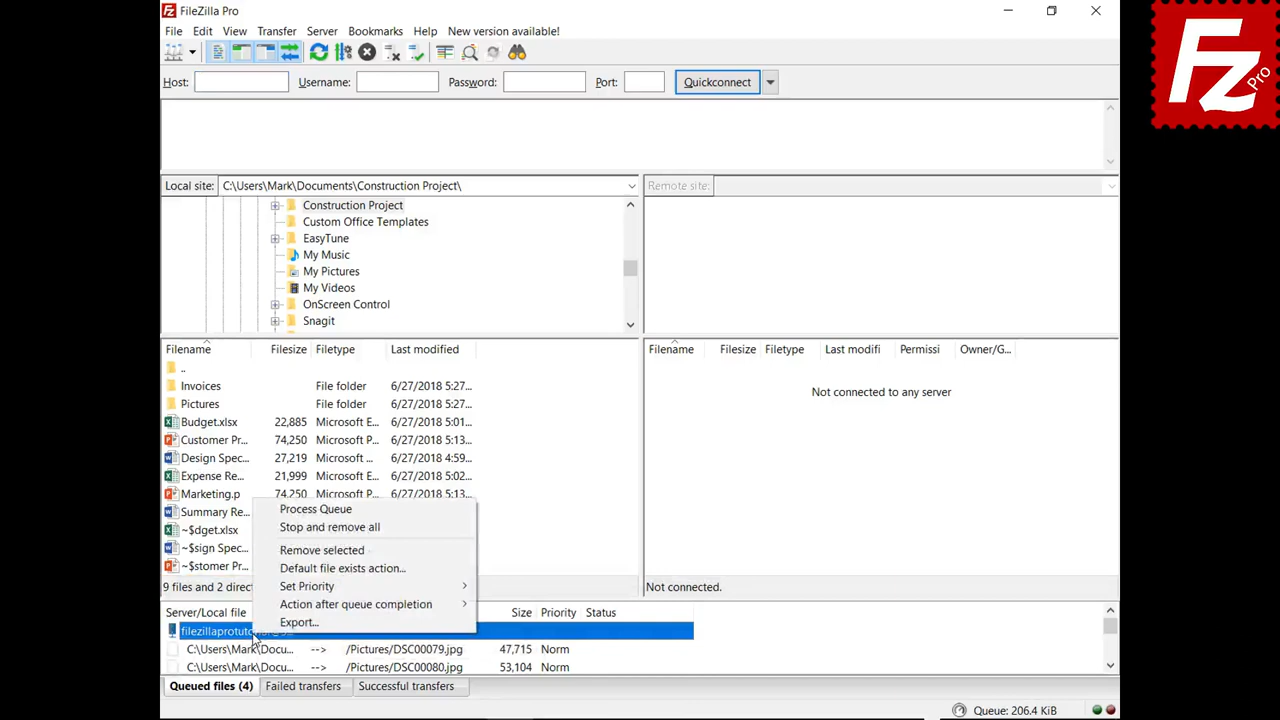 FileZilla Pro
Fz Pro
File Edit View Transfer Server Bookmarks Help New version available!
Host: Username: Password: Port: Quickconnect
Local site: C:\Users\Mark\Documents\Construction Project\
Remote site:
Construction Project
Custom Office Templates
EasyTune
My Music
My Pictures
My Videos
OnScreen Control
Snagit
Filename Filesize Filetype Last modified
..
Invoices File folder 6/27/2018 5:27...
Pictures File folder 6/27/2018 5:27...
Budget.xlsx 22,885 Microsoft E... 6/27/2018 5:01...
Customer Pr... 74,250 Microsoft P... 6/27/2018 5:13...
Design Spec... 27,219 Microsoft ... 6/27/2018 4:59...
Expense Re... 21,999 Microsoft E... 6/27/2018 5:02...
Marketing.p 74,250 Microsoft P... 6/27/2018 5:13...
Summary Re...
~$dget.xlsx
~$sign Spec...
~$stomer Pr...
9 files and 2 direct
Filename Filesize Filetype Last modifi Permissi Owner/G...
Not connected to any server
Not connected.
Process Queue
Stop and remove all
Remove selected
Default file exists action...
Set Priority
Action after queue completion
Export...
Server/Local file Size Priority Status
C:\Users\Mark\Docu... --> /Pictures/DSC00079.jpg 47,715 Norm
C:\Users\Mark\Docu... --> /Pictures/DSC00080.jpg 53,104 Norm
Queued files (4) Failed transfers Successful transfers
Queue: 206.4 KiB